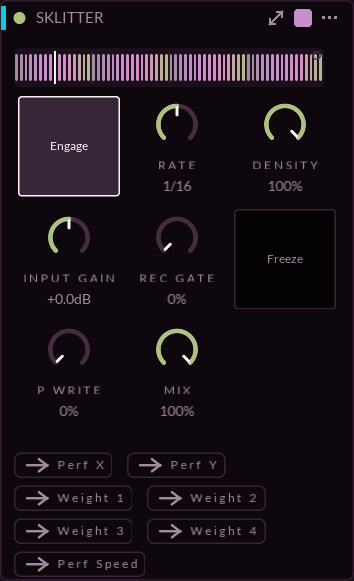 SKLITTER
Engage
RATE
1/16
DENSITY
100%
INPUT GAIN
+0.0dB
REC GATE
0%
Freeze
P WRITE
0%
MIX
100%
Perf X
Perf Y
Weight 1
Weight 2
Weight 3
Weight 4
Perf Speed